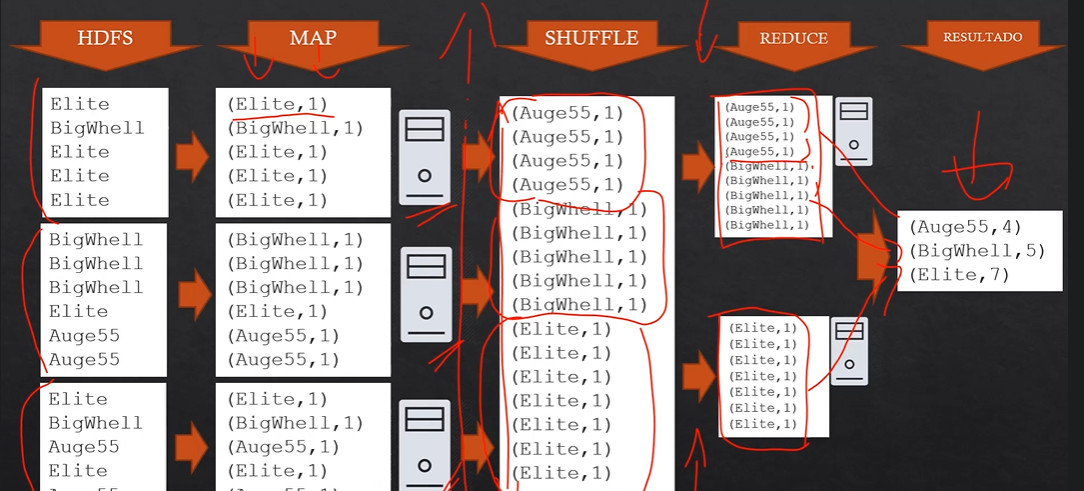 HDFS
MAP
SHUFFLE
REDUCE
RESULTADO
Elite
BigWhell
Elite
Elite
Elite
BigWhell
BigWhell
BigWhell
Elite
Auge55
Auge55
Elite
BigWhell
Auge55
Elite
(Elite,1)
(BigWhell,1)
(Elite,1)
(Elite,1)
(Elite,1)
(BigWhell,1)
(BigWhell,1)
(BigWhell,1)
(Elite,1)
(Auge55,1)
(Auge55,1)
(Elite,1)
(BigWhell,1)
(Auge55,1)
(Elite,1)
(Auge55,1)
(Auge55,1)
(Auge55,1)
(Auge55,1)
(BigWhell,1)
(BigWhell,1)
(BigWhell,1)
(BigWhell,1)
(BigWhell,1)
(Elite,1)
(Elite,1)
(Elite,1)
(Elite,1)
(Elite,1)
(Elite,1)
(Elite,1)
(Auge55,1)
(Auge55,1)
(Auge55,1)
(Auge55,1)
(BigWhell,1)
(BigWhell,1)
(BigWhell,1)
(BigWhell,1)
(BigWhell,1)
(Elite,1)
(Elite,1)
(Elite,1)
(Elite,1)
(Elite,1)
(Elite,1)
(Elite,1)
(Auge55,4)
(BigWhell,5)
(Elite,7)